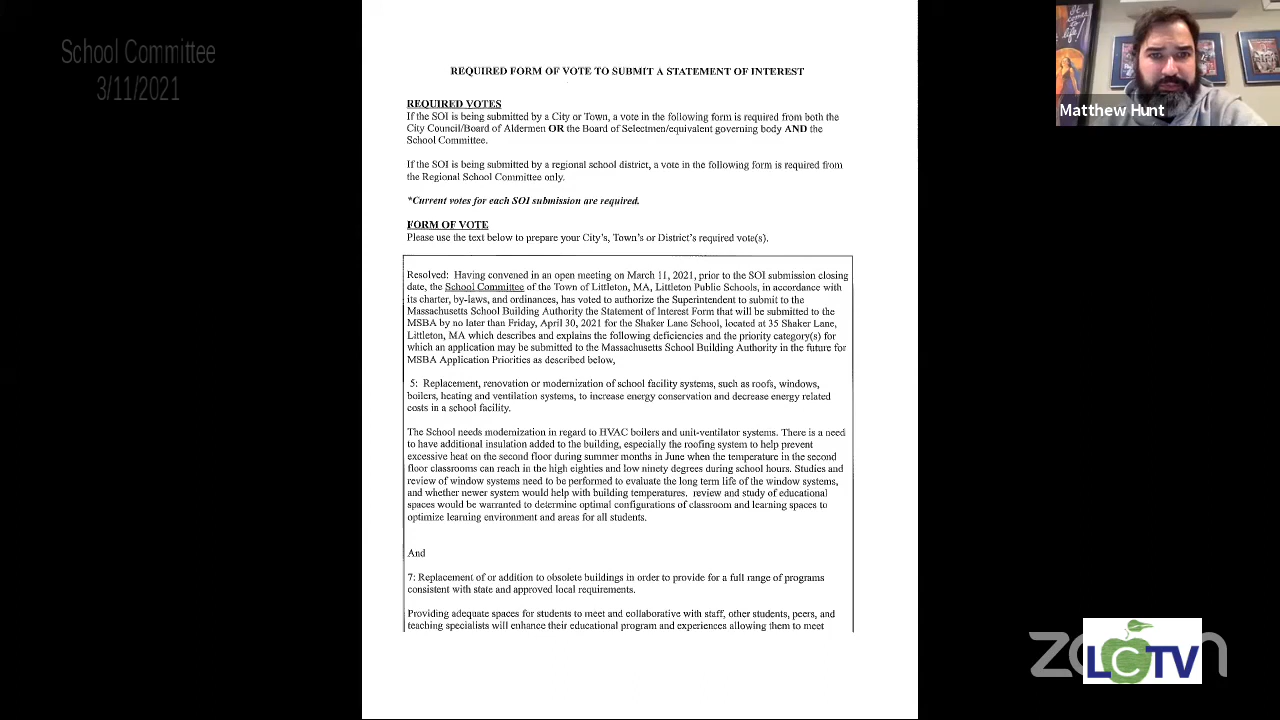 School Committee
3/11/2021
REQUIRED FORM OF VOTE TO SUBMIT A STATEMENT OF INTEREST
REQUIRED VOTES
If the SOI is being submitted by a City or Town, a vote in the following form is required from both the
City Council/Board of Aldermen OR the Board of Selectmen/equivalent governing body AND the
School Committee.
If the SOI is being submitted by a regional school district, a vote in the following form is required from
the Regional School Committee only.
*Current votes for each SOI submission are required.
FORM OF VOTE
Please use the text below to prepare your City's, Town's or District's required vote(s).
Resolved: Having convened in an open meeting on March 11, 2021, prior to the SOI submission closing
date, the School Committee of the Town of Littleton, MA, Littleton Public Schools, in accordance with
its charter, by-laws, and ordinances, has voted to authorize the Superintendent to submit to the
Massachusetts School Building Authority the Statement of Interest Form that will be submitted to the
MSBA by no later than Friday, April 30, 2021 for the Shaker Lane School, located at 35 Shaker Lane,
Littleton, MA which describes and explains the following deficiencies and the priority category(s) for
which an application may be submitted to the Massachusetts School Building Authority in the future for
MSBA Application Priorities as described below,
5: Replacement, renovation or modernization of school facility systems, such as roofs, windows,
boilers, heating and ventilation systems, to increase energy conservation and decrease energy related
costs in a school facility.
The School needs modernization in regard to HVAC boilers and unit-ventilator systems. There is a need
to have additional insulation added to the building, especially the roofing system to help prevent
excessive heat on the second floor during summer months in June when the temperature in the second
floor classrooms can reach in the high eighties and low ninety degrees during school hours. Studies and
review of window systems need to be performed to evaluate the long term life of the window systems,
and whether newer system would help with building temperatures. review and study of educational
spaces would be warranted to determine optimal configurations of classroom and learning spaces to
optimize learning environment and areas for all students.
And
7: Replacement of or addition to obsolete buildings in order to provide for a full range of programs
consistent with state and approved local requirements.
Providing adequate spaces for students to meet and collaborative with staff, other students, peers, and
teaching specialists will enhance their educational program and experiences allowing them to meet
It
comes
to
life!
Matthew Hunt
zoom
LCTV